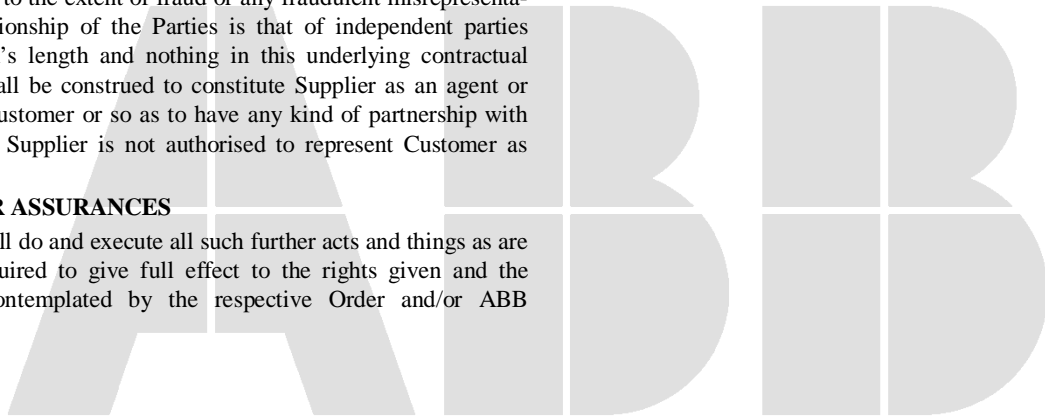 to the extent of fraud or any fraudulent misrepresenta-
ionship of the Parties is that of independent parties
's length and nothing in this underlying contractual
all be construed to constitute Supplier as an agent or
ustomer or so as to have any kind of partnership with
Supplier is not authorised to represent Customer as
R ASSURANCES
ll do and execute all such further acts and things as are
uired to give full effect to the rights given and the
ontemplated by the respective Order and/or ABB
ABB